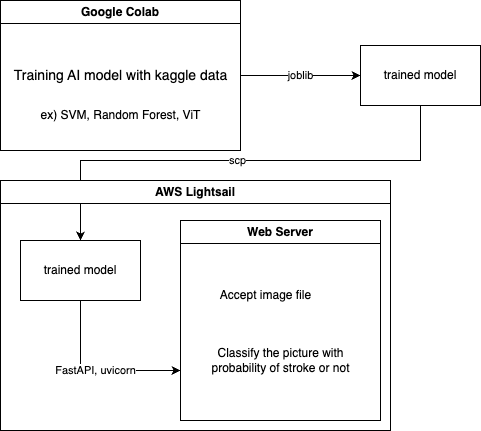 Google Colab
Training AI model with kaggle data
ex) SVM, Random Forest, ViT
joblib
trained model
scp
AWS Lightsail
trained model
Web Server
Accept image file
Classify the picture with
probability of stroke or not
FastAPI, uvicorn